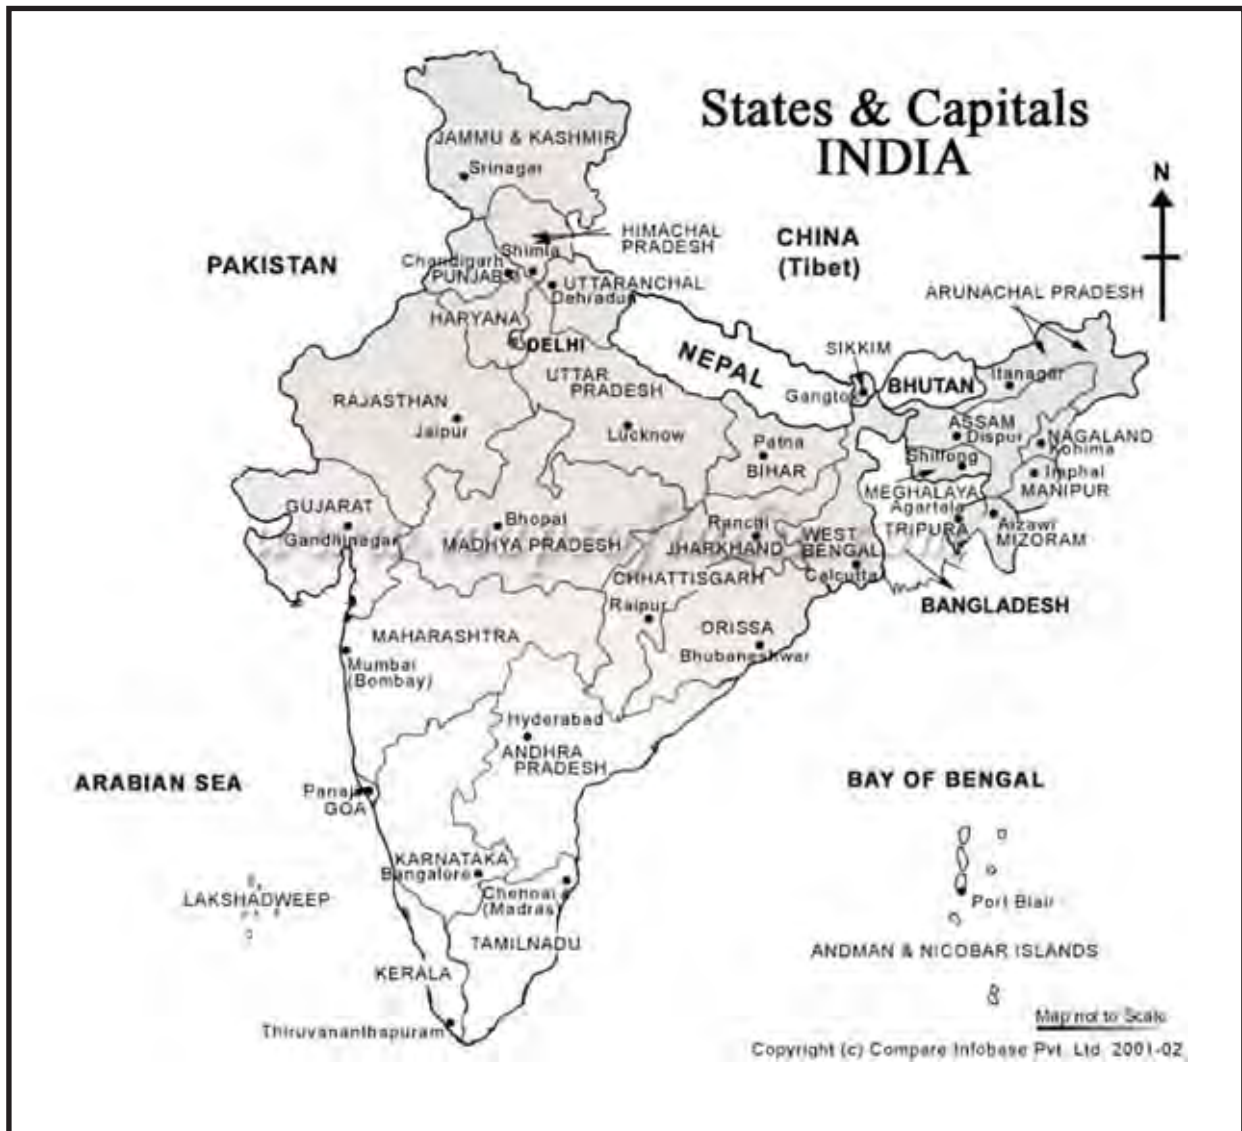 States & Capitals
INDIA
N
JAMMU & KASHMIR
Srinagar
HIMACHAL
PRADESH
CHINA
(Tibet)
PAKISTAN
Shimla
Chandigarh
PUNJAB
UTTARANCHAL
Dehradun
ARUNACHAL PRADESH
HARYANA
DELHI
NEPAL
SIKKIM
BHUTAN
Itanagar
UTTAR
PRADESH
Gangtok
RAJASTHAN
Jaipur
Lucknow
ASSAM
Dispur
NAGALAND
Kohima
Patna
BIHAR
Shillong
Imphal
MANIPUR
MEGHALAYA
Agartala
TRIPURA
Aizawl
MIZORAM
GUJARAT
Gandhinagar
Bhopal
MADHYA PRADESH
Ranchi
JHARKHAND
WEST
BENGAL
Calcutta
CHHATTISGARH
Raipur
BANGLADESH
ORISSA
Bhubaneshwar
MAHARASHTRA
Mumbai
(Bombay)
Hyderabad
ANDHRA
PRADESH
ARABIAN SEA
BAY OF BENGAL
Panaji
GOA
KARNATAKA
Bangalore
Chennai
(Madras)
LAKSHADWEEP
Port Blair
TAMILNADU
ANDMAN & NICOBAR ISLANDS
KERALA
Thiruvananthapuram
Map not to Scale
Copyright (c) Compare Infobase Pvt. Ltd. 2001-02